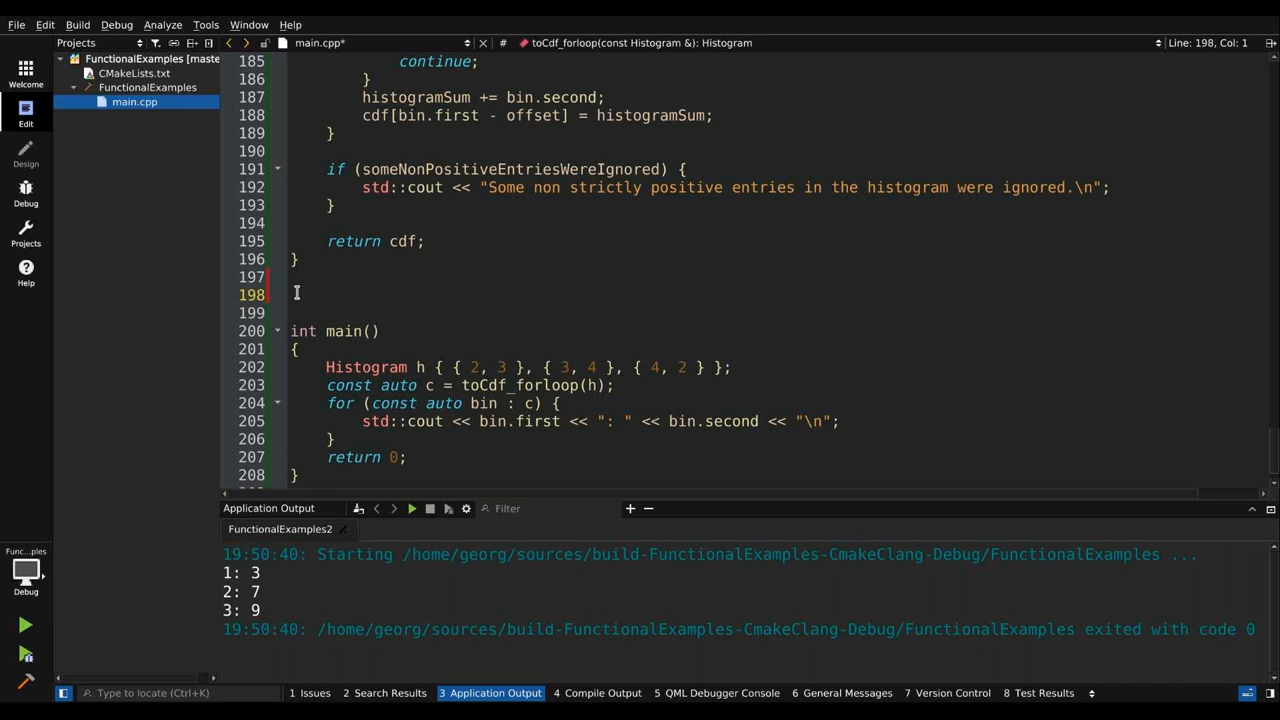 File Edit Build Debug Analyze Tools Window Help
Projects main.cpp* # toCdf_forloop(const Histogram &): Histogram Line: 198, Col: 1
FunctionalExamples [maste
CMakeLists.txt
FunctionalExamples
main.cpp
Welcome
Edit
Design
Debug
Projects
Help
Func...ples
Debug
185 continue;
186 }
187 histogramSum += bin.second;
188 cdf[bin.first - offset] = histogramSum;
189 }
190
191 if (someNonPositiveEntriesWereIgnored) {
192 std::cout << "Some non strictly positive entries in the histogram were ignored.\n";
193 }
194
195 return cdf;
196 }
197
198
199
200 int main()
201 {
202 Histogram h { { 2, 3 }, { 3, 4 }, { 4, 2 } };
203 const auto c = toCdf_forloop(h);
204 for (const auto bin : c) {
205 std::cout << bin.first << ": " << bin.second << "\n";
206 }
207 return 0;
208 }
Application Output Filter
FunctionalExamples2
19:50:40: Starting /home/georg/sources/build-FunctionalExamples-CmakeClang-Debug/FunctionalExamples ...
1: 3
2: 7
3: 9
19:50:40: /home/georg/sources/build-FunctionalExamples-CmakeClang-Debug/FunctionalExamples exited with code 0
Type to locate (Ctrl+K) 1 Issues 2 Search Results 3 Application Output 4 Compile Output 5 QML Debugger Console 6 General Messages 7 Version Control 8 Test Results